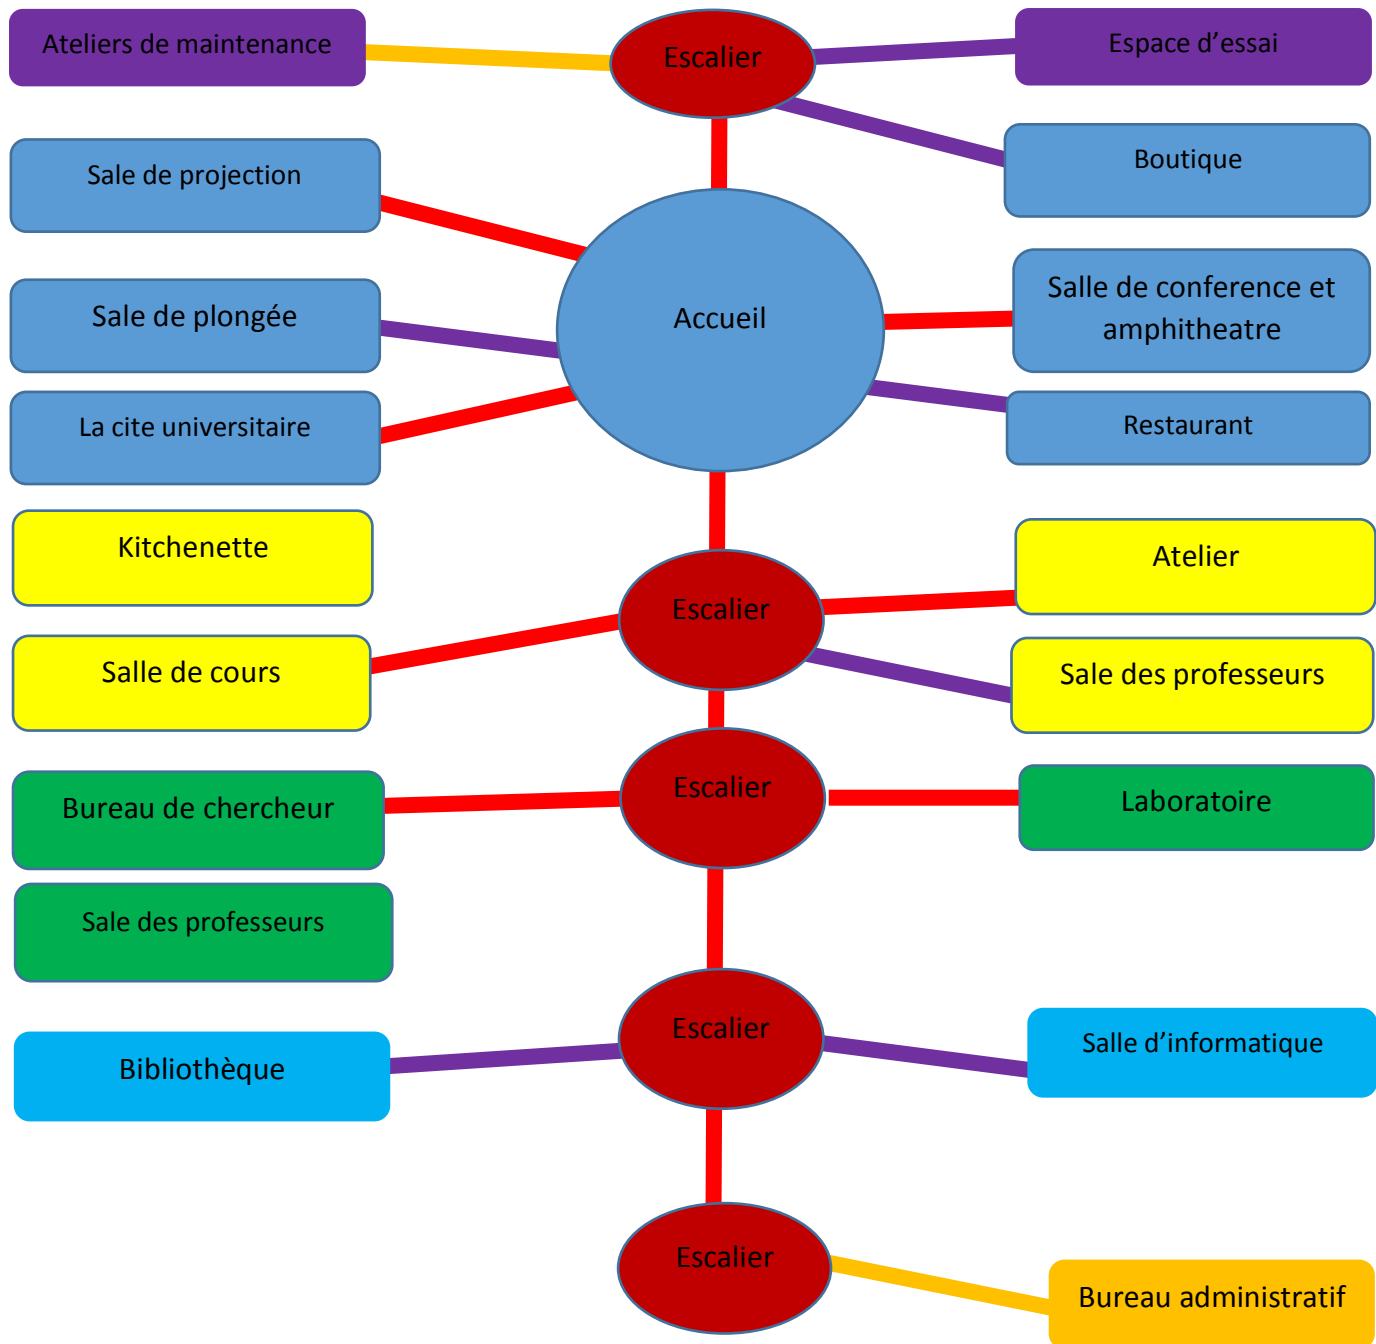 Ateliers de maintenance
Escalier
Espace d'essai
Sale de projection
Boutique
Sale de plongée
Accueil
Salle de conference et
amphitheatre
La cite universitaire
Restaurant
Kitchenette
Atelier
Escalier
Salle de cours
Sale des professeurs
Bureau de chercheur
Escalier
Laboratoire
Sale des professeurs
Bibliothèque
Escalier
Salle d'informatique
Escalier
Bureau administratif